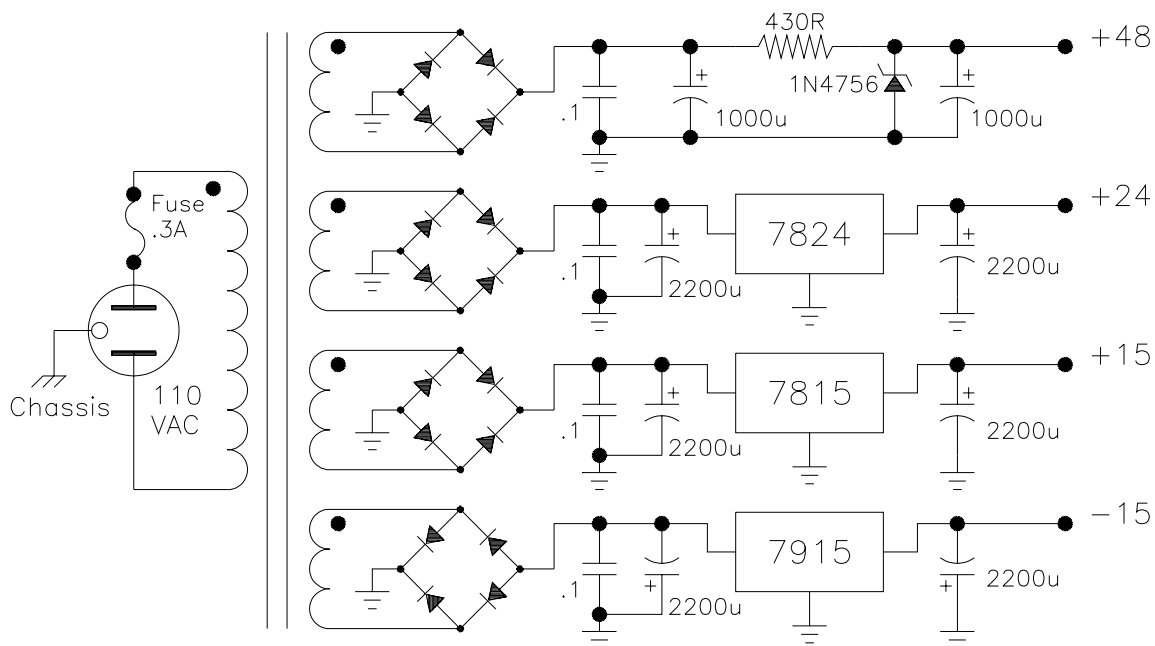 430R
+48
1N4756
+
+
.1
1000u
1000u
+24
Fuse
.3A
7824
+
+
.1
2200u
2200u
+15
110
VAC
Chassis
7815
+
+
.1
2200u
2200u
-15
7915
.1
+
2200u
+
2200u